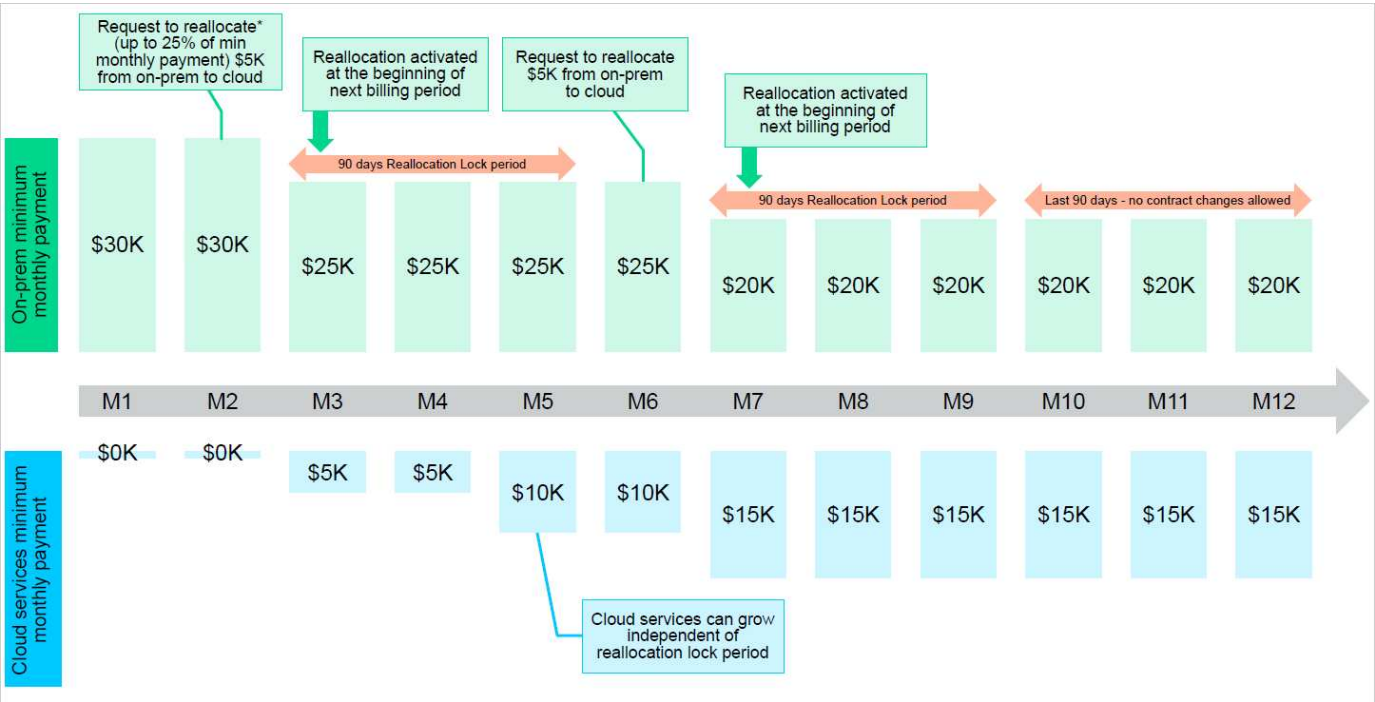 Request to reallocate*
(up to 25% of min
monthly payment) $5K
from on-prem to cloud
Reallocation activated
at the beginning of
next billing period
Request to reallocate
$5K from on-prem
to cloud
Reallocation activated
at the beginning of
next billing period
On-prem minimum
monthly payment
90 days Reallocation Lock period
90 days Reallocation Lock period
Last 90 days - no contract changes allowed
$30K
$30K
$25K
$25K
$25K
$25K
$20K
$20K
$20K
$20K
$20K
$20K
M1
M2
M3
M4
M5
M6
M7
M8
M9
M10
M11
M12
Cloud services minimum
monthly payment
$0K
$0K
$5K
$5K
$10K
$10K
$15K
$15K
$15K
$15K
$15K
$15K
Cloud services can grow
independent of
reallocation lock period